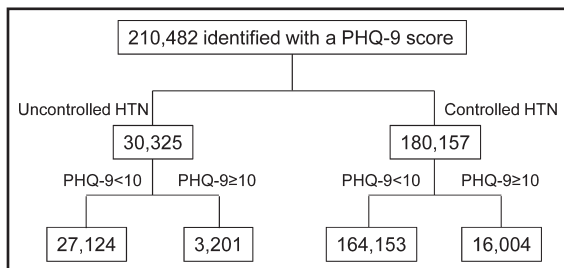 210,482 identified with a PHQ-9 score
Uncontrolled HTN
Controlled HTN
30,325
180,157
PHQ-9<10
PHQ-9≥10
PHQ-9<10
PHQ-9≥10
27,124
3,201
164,153
16,004